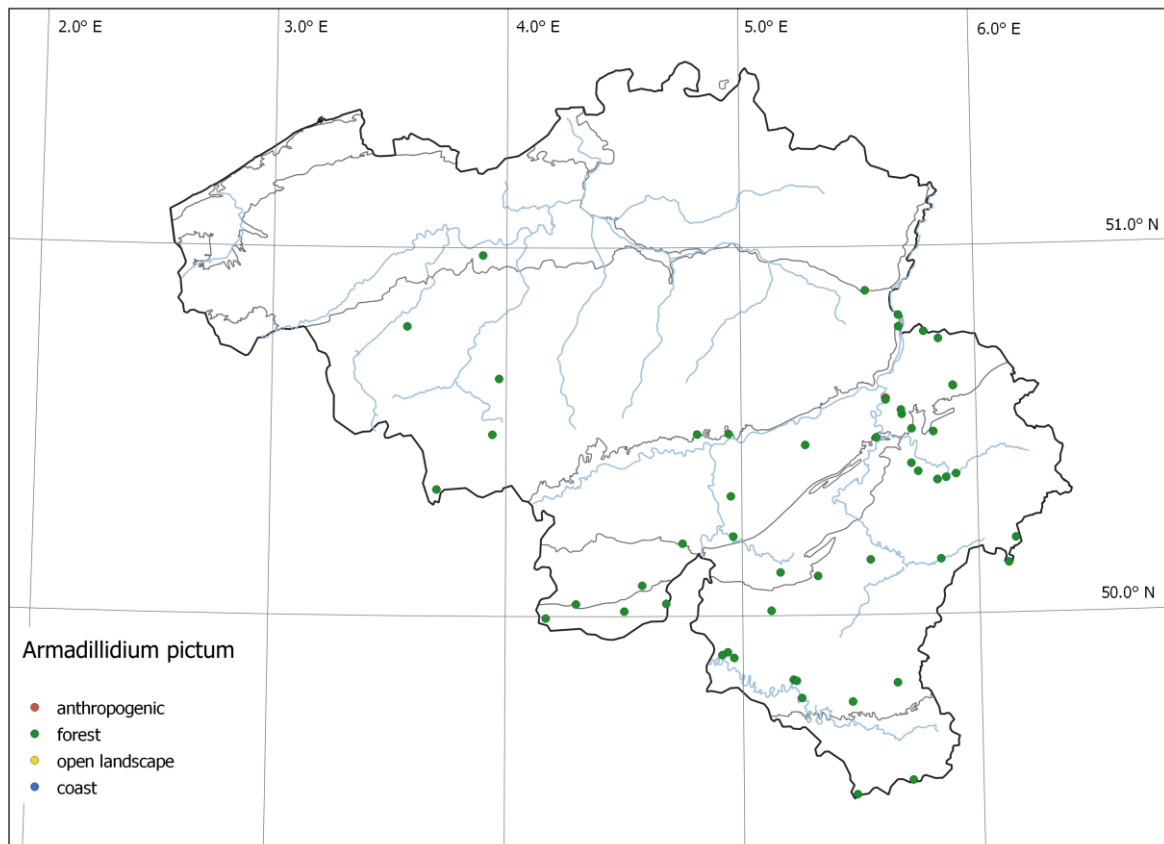 2.0° E
3.0° E
4.0° E
5.0° E
6.0° E
51.0° N
50.0° N
Armadillidium pictum
anthropogenic
forest
open landscape
coast